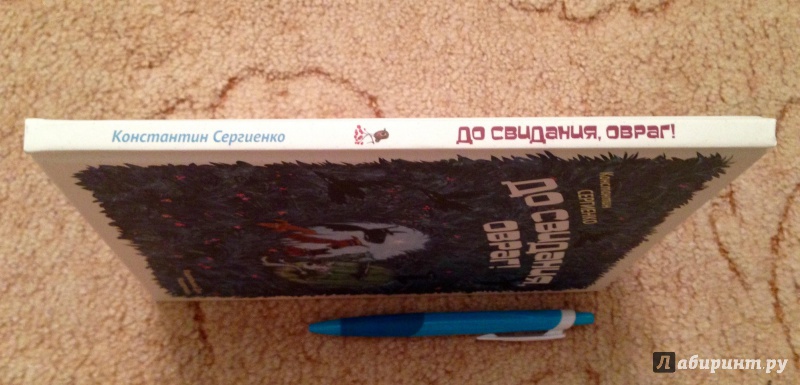 Константин Сергиенко
До свидания, овраг!
Константин
СЕРГИЕНКО
До свидания,
овраг!
Лабиринт.ру